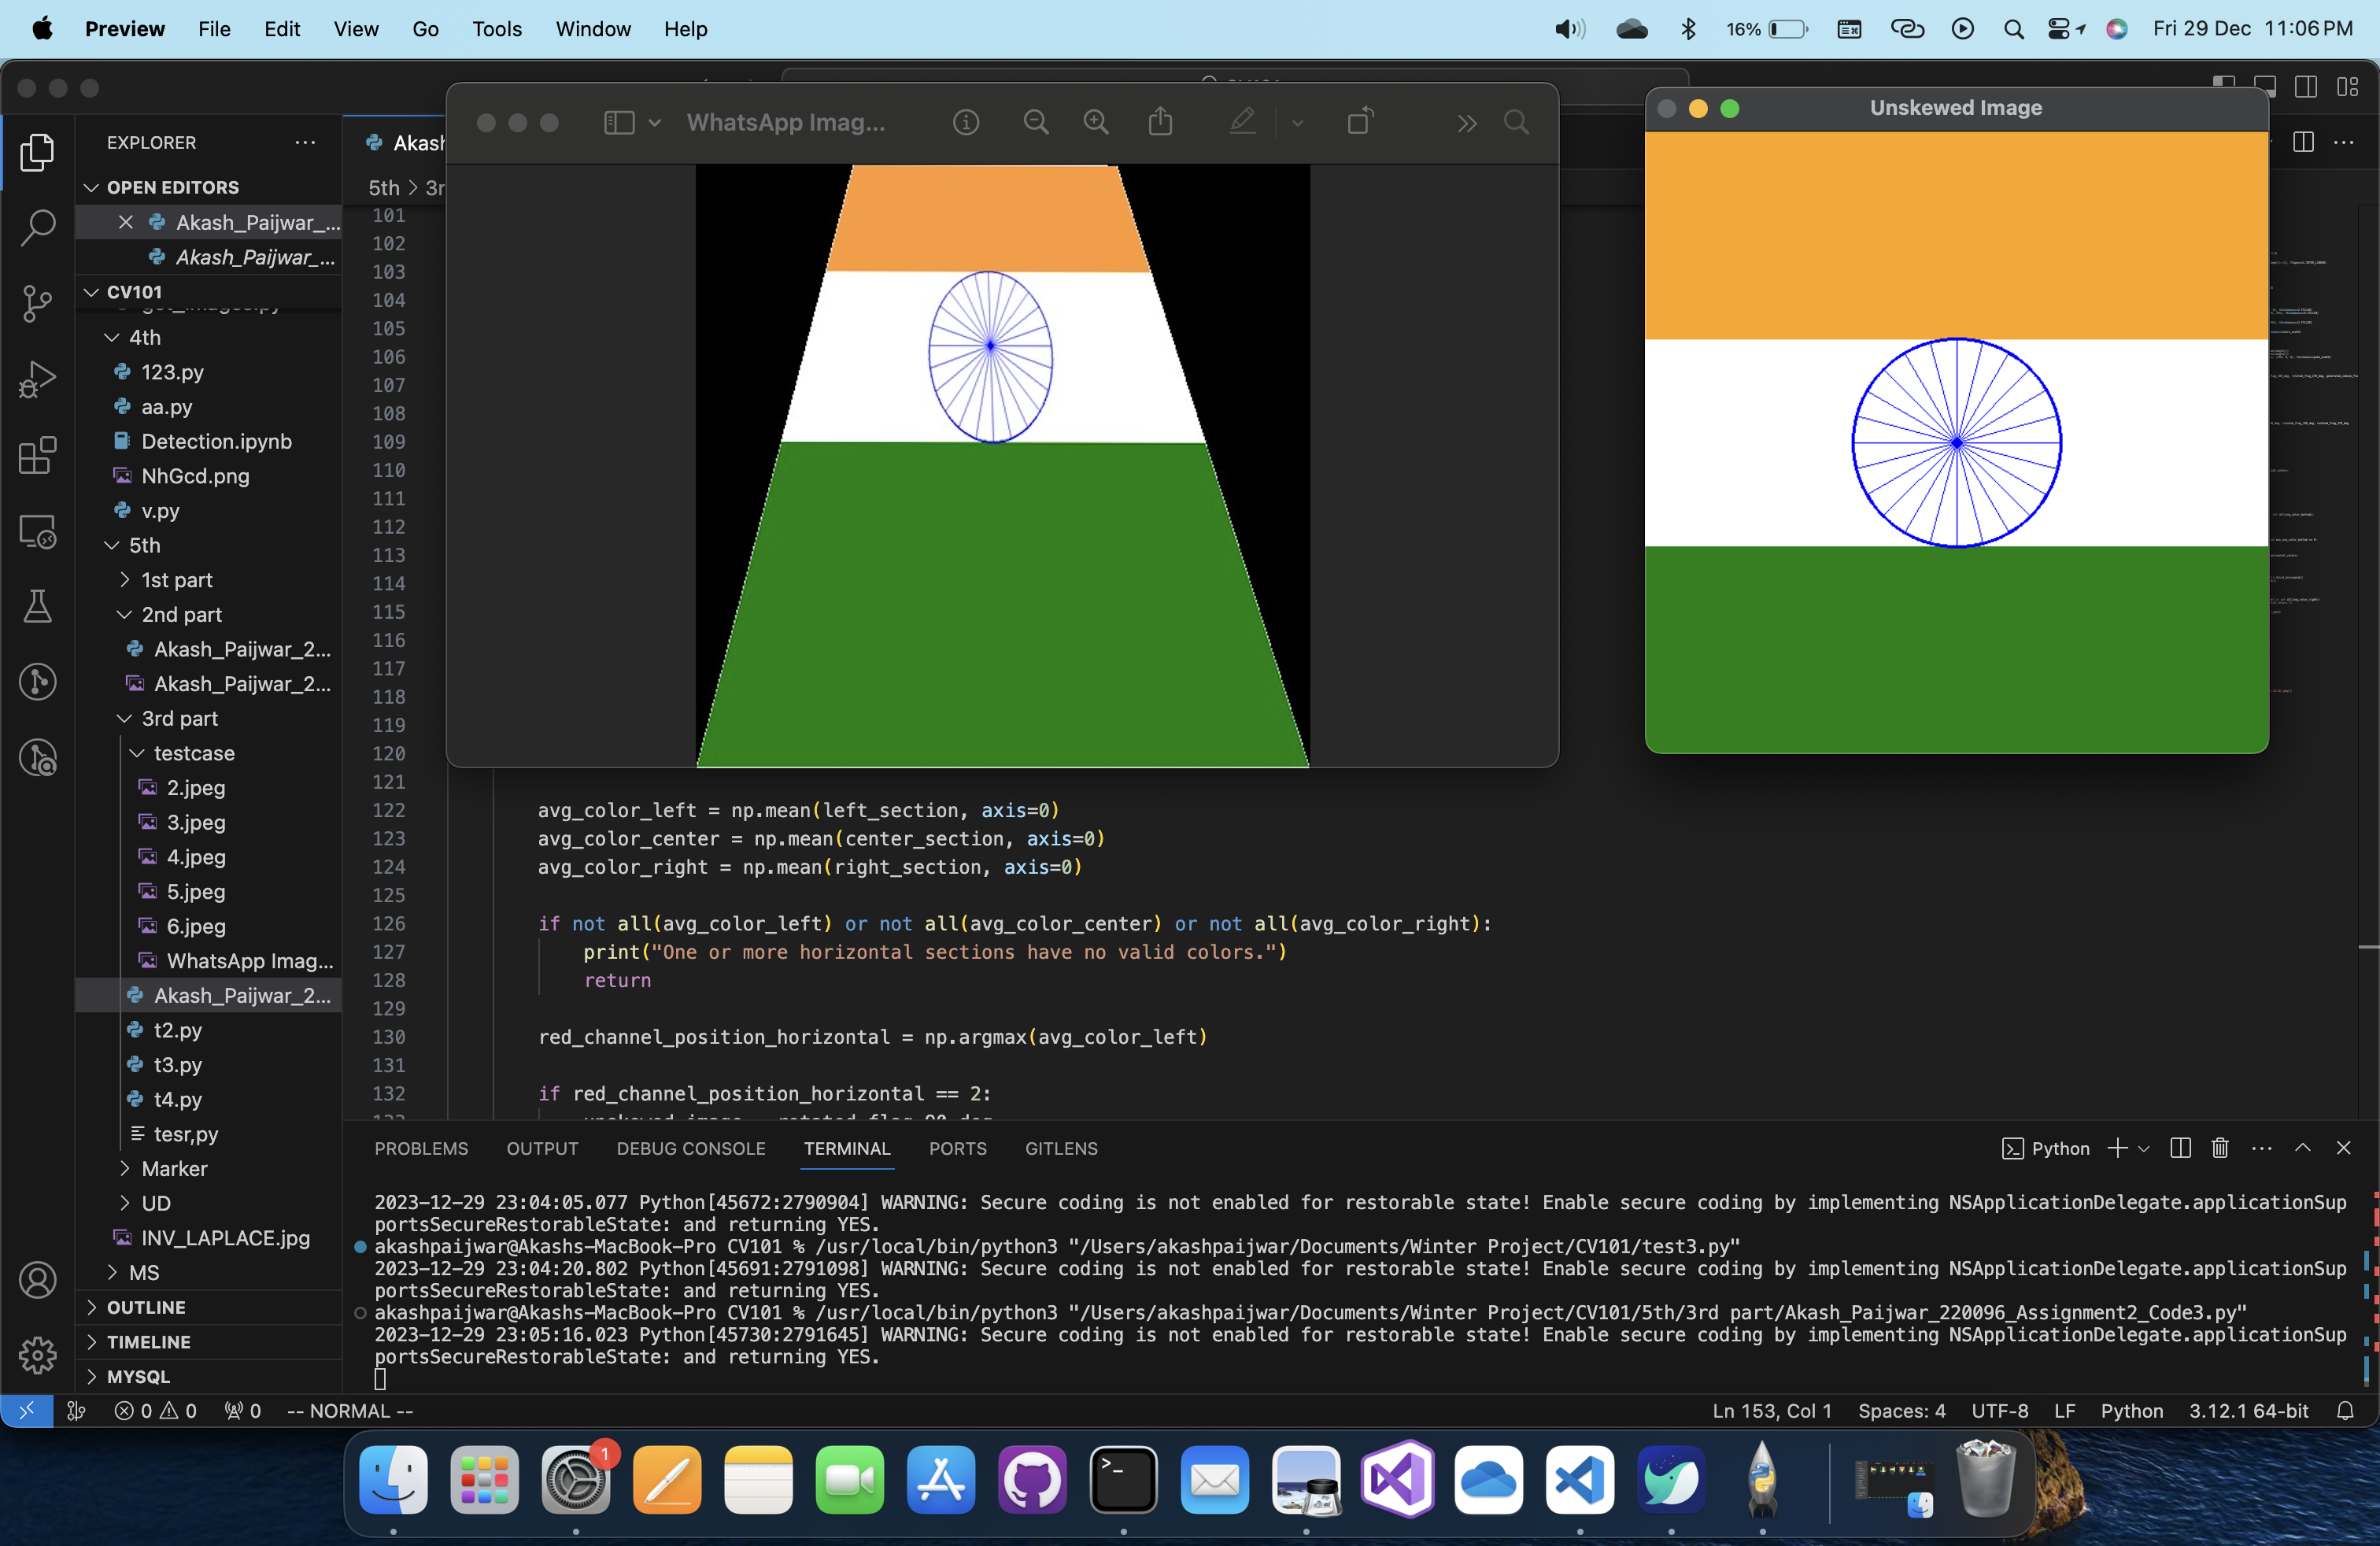 Preview File Edit View Go Tools Window Help 16% Fri 29 Dec 11:06 PM
WhatsApp Imag...
Unskewed Image
EXPLORER
OPEN EDITORS
Akash_Paijwar_...
Akash_Paijwar_...
CV101
4th
123.py
aa.py
Detection.ipynb
NhGcd.png
v.py
5th
1st part
2nd part
Akash_Paijwar_2...
Akash_Paijwar_2...
3rd part
testcase
2.jpeg
3.jpeg
4.jpeg
5.jpeg
6.jpeg
WhatsApp Imag...
Akash_Paijwar_2...
t2.py
t3.py
t4.py
tesr,py
Marker
UD
INV_LAPLACE.jpg
MS
OUTLINE
TIMELINE
MYSQL
Akash
5th > 3r
101
102
103
104
105
106
107
108
109
110
111
112
113
114
115
116
117
118
119
120
121
122 avg_color_left = np.mean(left_section, axis=0)
123 avg_color_center = np.mean(center_section, axis=0)
124 avg_color_right = np.mean(right_section, axis=0)
125
126 if not all(avg_color_left) or not all(avg_color_center) or not all(avg_color_right):
127 print("One or more horizontal sections have no valid colors.")
128 return
129
130 red_channel_position_horizontal = np.argmax(avg_color_left)
131
132 if red_channel_position_horizontal == 2:
PROBLEMS OUTPUT DEBUG CONSOLE TERMINAL PORTS GITLENS Python
2023-12-29 23:04:05.077 Python[45672:2790904] WARNING: Secure coding is not enabled for restorable state! Enable secure coding by implementing NSApplicationDelegate.applicationSup
portsSecureRestorableState: and returning YES.
akashpaijwar@Akashs-MacBook-Pro CV101 % /usr/local/bin/python3 "/Users/akashpaijwar/Documents/Winter Project/CV101/test3.py"
2023-12-29 23:04:20.802 Python[45691:2791098] WARNING: Secure coding is not enabled for restorable state! Enable secure coding by implementing NSApplicationDelegate.applicationSup
portsSecureRestorableState: and returning YES.
akashpaijwar@Akashs-MacBook-Pro CV101 % /usr/local/bin/python3 "/Users/akashpaijwar/Documents/Winter Project/CV101/5th/3rd part/Akash_Paijwar_220096_Assignment2_Code3.py"
2023-12-29 23:05:16.023 Python[45730:2791645] WARNING: Secure coding is not enabled for restorable state! Enable secure coding by implementing NSApplicationDelegate.applicationSup
portsSecureRestorableState: and returning YES.
0 0 0 -- NORMAL -- Ln 153, Col 1 Spaces: 4 UTF-8 LF Python 3.12.1 64-bit
1